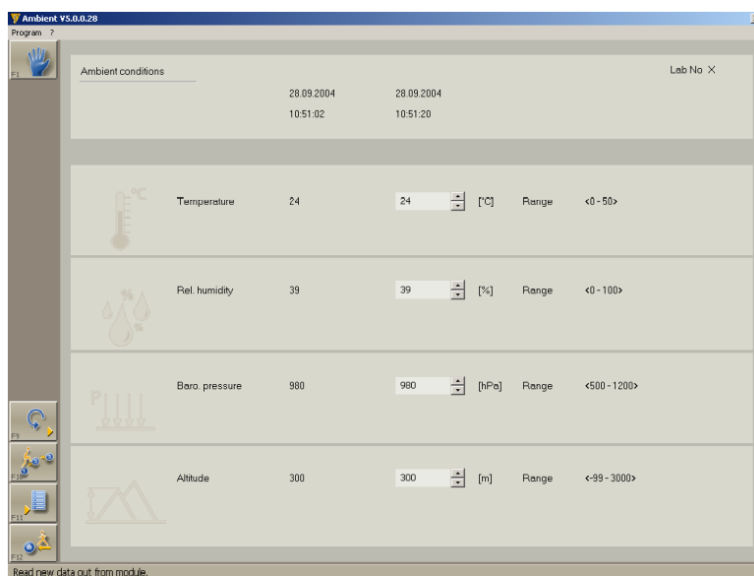 Ambient V5.0.0.28
Program ?
F1
Ambient conditions Lab No X
28.09.2004 28.09.2004
10:51:02 10:51:20
°C
Temperature 24 24 [°C] Range <0 - 50>
%
Rel. humidity 39 39 [%] Range <0 - 100>
P
Baro. pressure 980 980 [hPa] Range <500 - 1200>
F9
F10
Altitude 300 300 [m] Range <-99 - 3000>
F11
F12
Read new data out from module.